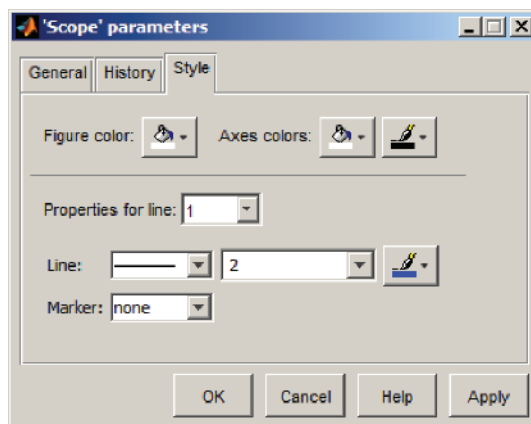 'Scope' parameters
General History Style
Figure color: Axes colors:
Properties for line: 1
Line: 2
Marker: none
OK Cancel Help Apply